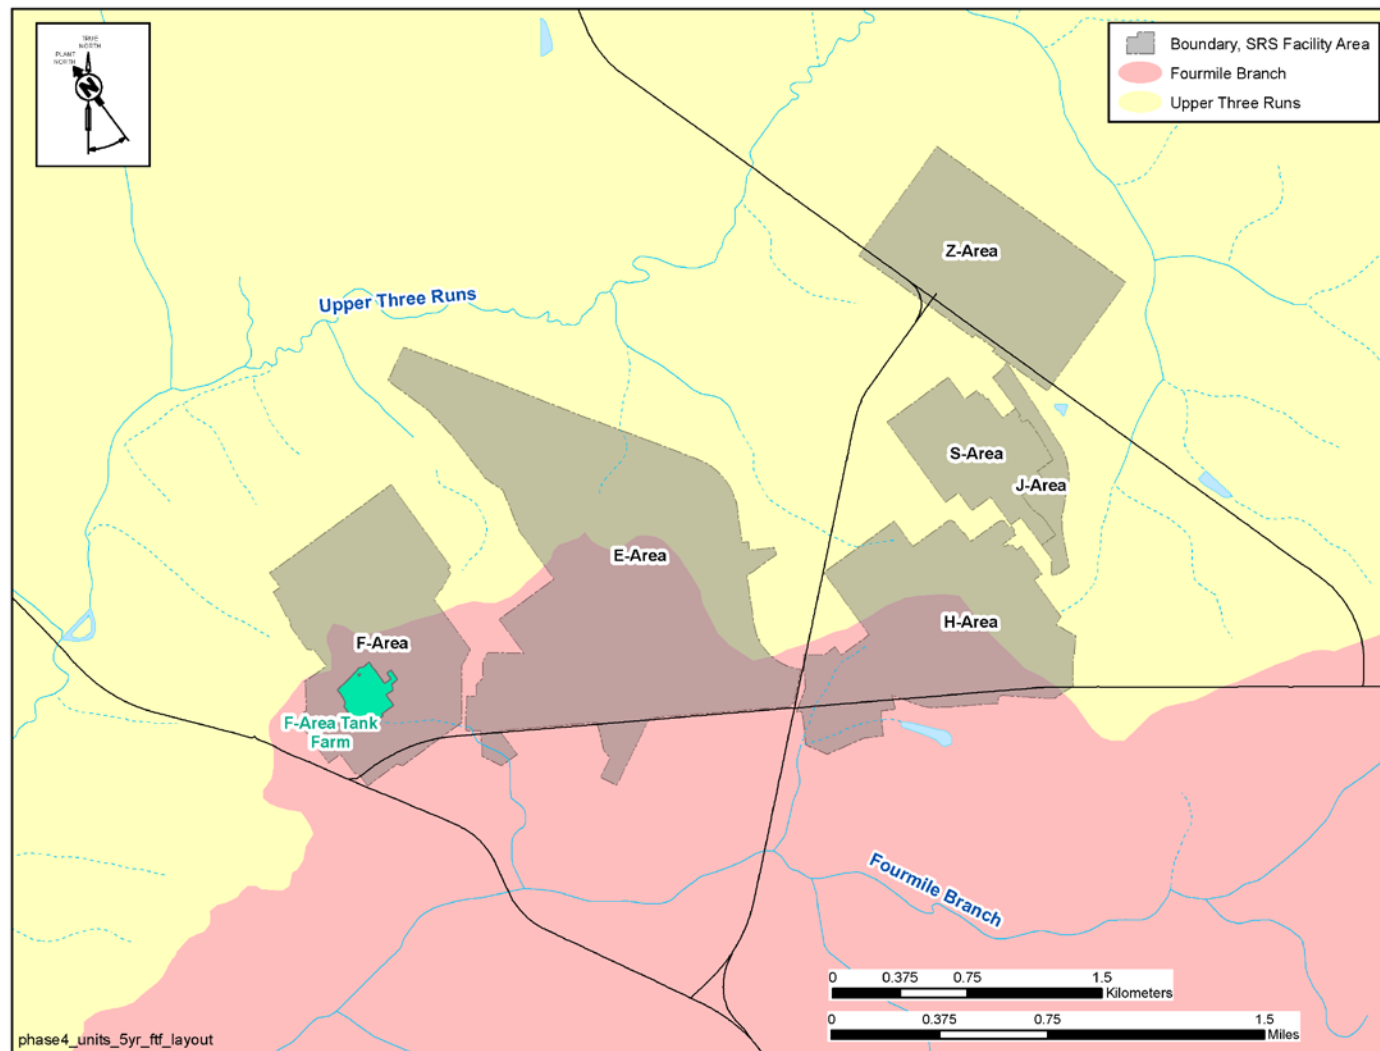 TRUE
NORTH
PLANT
NORTH
N
Boundary, SRS Facility Area
Fourmile Branch
Upper Three Runs
Z-Area
Upper Three Runs
S-Area
J-Area
E-Area
H-Area
F-Area
F-Area Tank
Farm
Fourmile Branch
0 0.375 0.75 1.5
Kilometers
0 0.375 0.75 1.5
Miles
phase4_units_5yr_ftf_layout